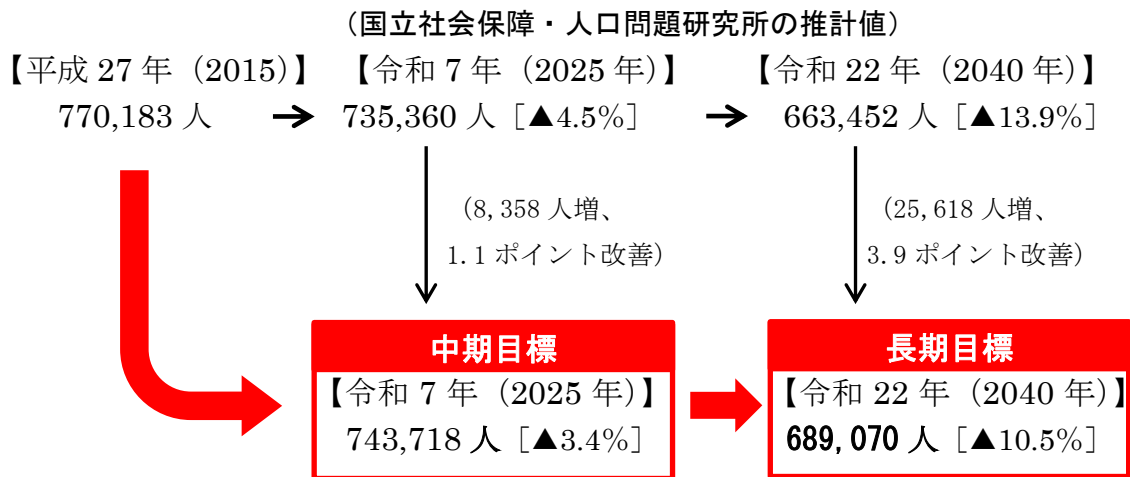 (国立社会保障・人口問題研究所の推計値)
【平成 27 年（2015）】 【令和 7 年（2025 年）】 【令和 22 年（2040 年）】
770,183 人 → 735,360 人［▲4.5%］ → 663,452 人［▲13.9%］
(8,358 人増、
1.1 ポイント改善)
(25,618 人増、
3.9 ポイント改善)
中期目標
【令和 7 年（2025 年）】
743,718 人［▲3.4%］
長期目標
【令和 22 年（2040 年）】
689,070 人［▲10.5%］